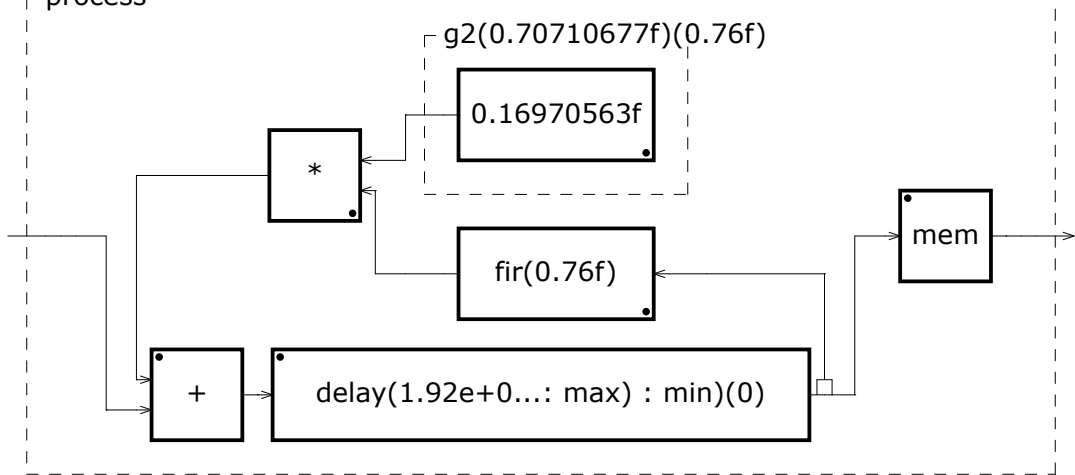 process
g2(0.70710677f)(0.76f)
0.16970563f
*
mem
fir(0.76f)
+
delay(1.92e+0...: max) : min)(0)